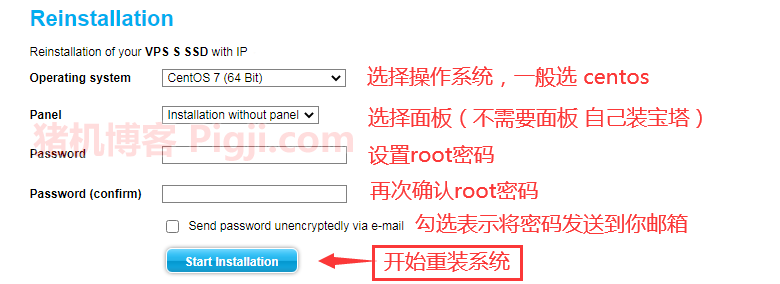 Reinstallation
Reinstallation of your VPS S SSD with IP
Operating system CentOS 7 (64 Bit) 选择操作系统，一般选 centos
Panel Installation without panel 选择面板（不需要面板 自己装宝塔）
猪机博客 Pigji.com
Password 设置root密码
Password (confirm) 再次确认root密码
Send password unencryptedly via e-mail 勾选表示将密码发送到你邮箱
Start Installation 开始重装系统